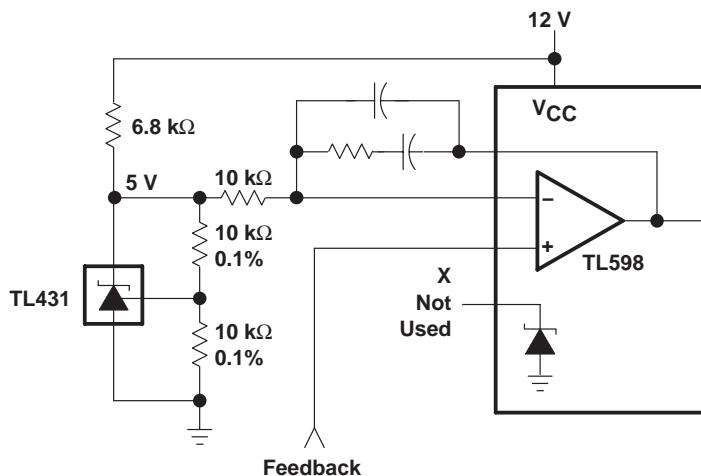 12 V
VCC
6.8 kΩ
5 V
10 kΩ
10 kΩ
0.1%
TL431
10 kΩ
0.1%
−
+
TL598
X
Not
Used
Feedback